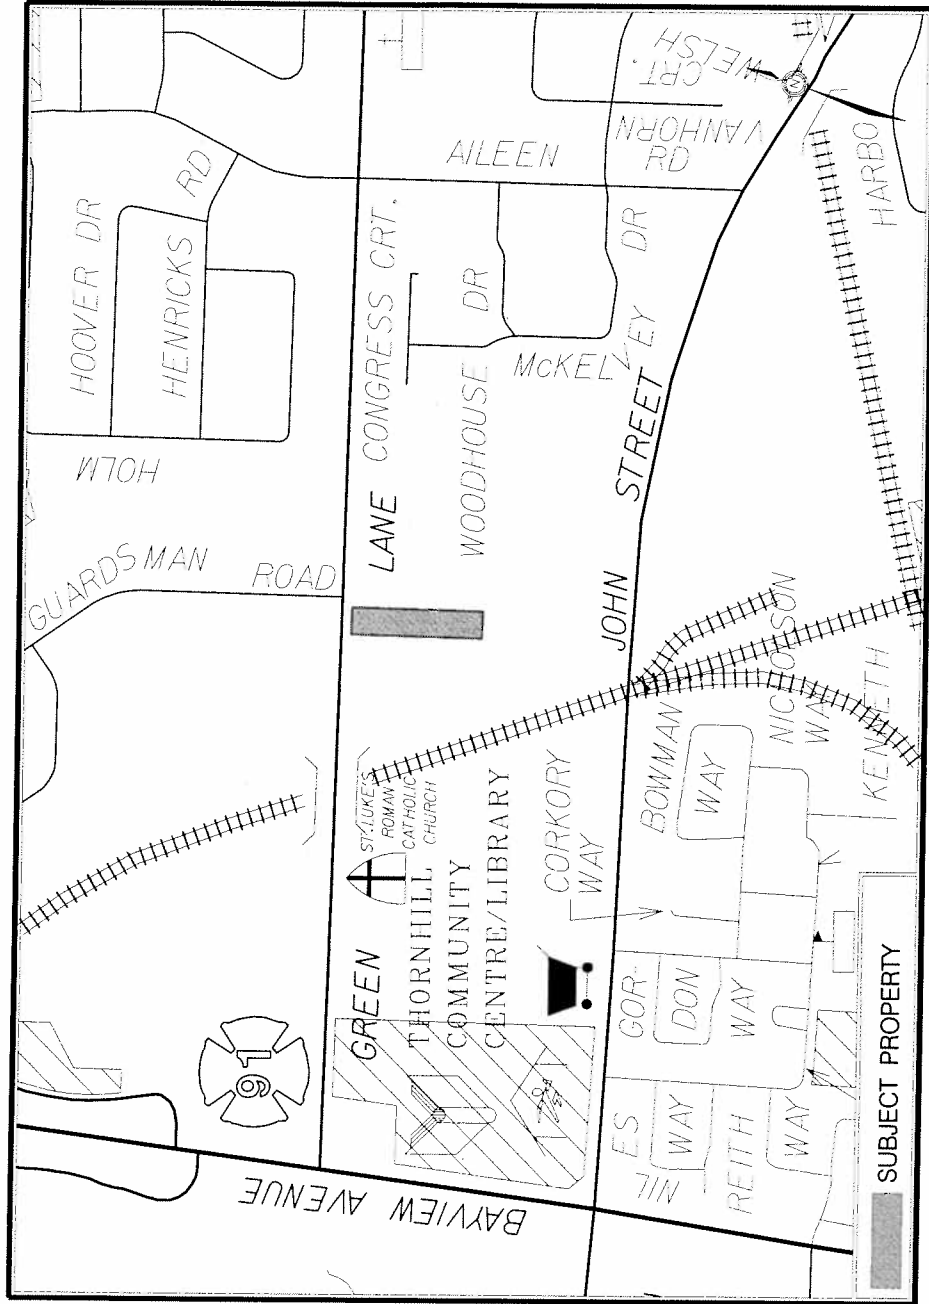 GUARDSMAN
ROAD
HOLM
HOOVER DR
HENRICKS
RD
91
GREEN
LANE
CONGRESS CRT.
AILEEN
RD
VANHORN
CRT.
WELSH
N
ST. LUKE'S
ROMAN
CATHOLIC
CHURCH
THORNHILL
COMMUNITY
CENTRE/LIBRARY
WOODHOUSE
DR
McKELVEY
DR
CORKORY
WAY
BAYVIEW AVENUE
JOHN
STREET
GOR-
DON
WAY
BOWMAN
WAY
NICOLSON
WAY
KENNETH
HARBO
NIL
ES
WAY
REITH
WAY
SUBJECT PROPERTY